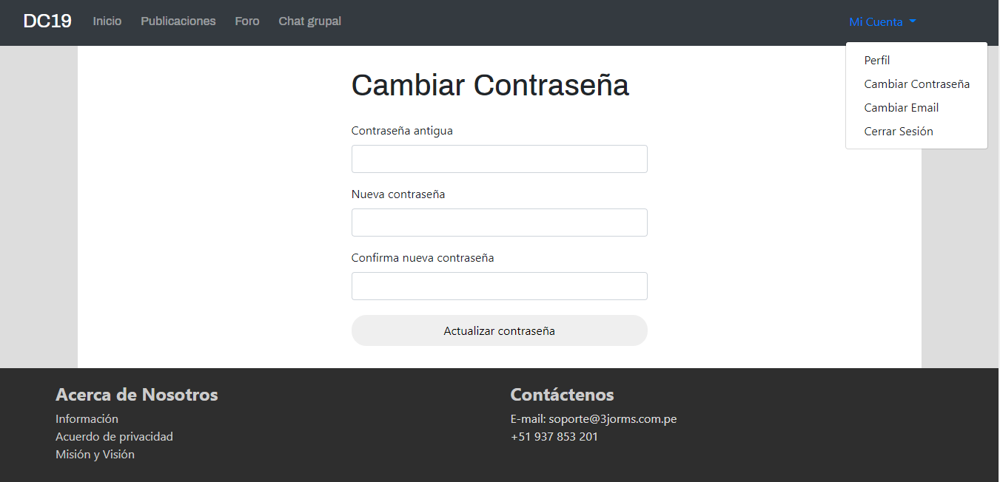 DC19 Inicio Publicaciones Foro Chat grupal Mi Cuenta
Perfil
Cambiar Contraseña
Cambiar Email
Cerrar Sesión
Cambiar Contraseña
Contraseña antigua
Nueva contraseña
Confirma nueva contraseña
Actualizar contraseña
Acerca de Nosotros
Información
Acuerdo de privacidad
Misión y Visión
Contáctenos
E-mail: soporte@3jorms.com.pe
+51 937 853 201